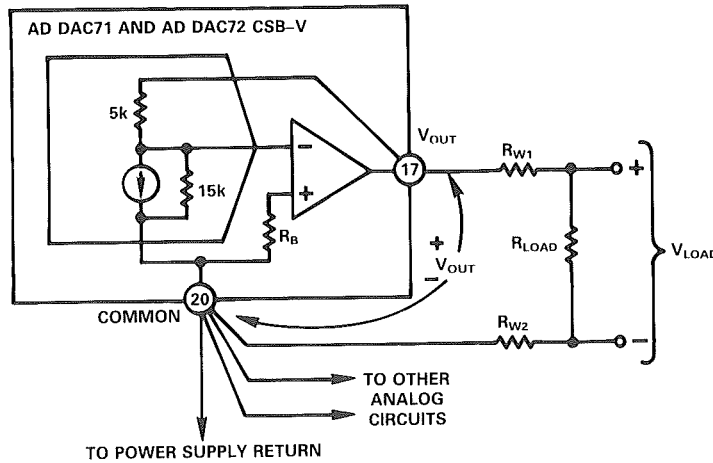 AD DAC71 AND AD DAC72 CSB–V
5k
15k
–
+
R_B
V_OUT
17
+
V_OUT
–
R_W1
R_LOAD
R_W2
+
–
V_LOAD
20
COMMON
TO OTHER
ANALOG
CIRCUITS
TO POWER SUPPLY RETURN